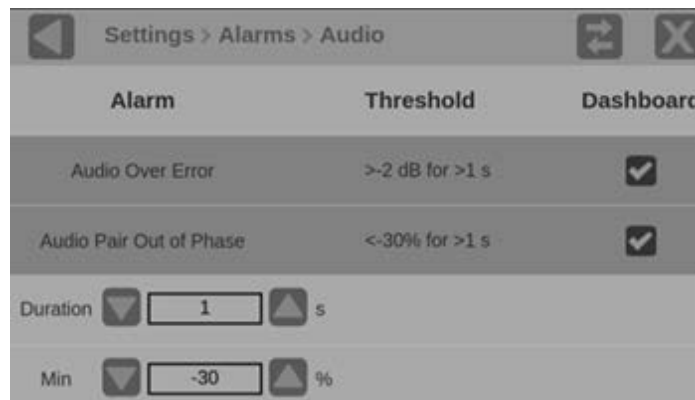 Settings > Alarms > Audio
Alarm Threshold Dashboard
Audio Over Error >-2 dB for >1 s
Audio Pair Out of Phase <-30% for >1 s
Duration 1 s
Min -30 %